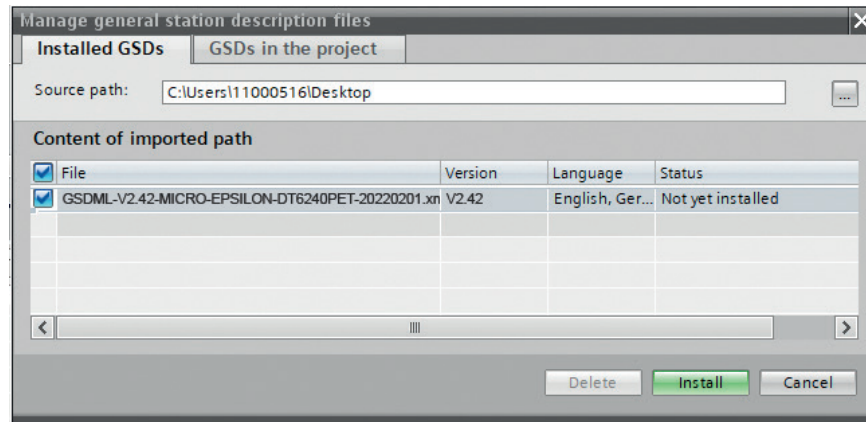 Manage general station description files
Installed GSDs GSDs in the project
Source path: C:\Users\11000516\Desktop ...
Content of imported path
File Version Language Status
GSDML-V2.42-MICRO-EPSILON-DT6240PET-20220201.xn V2.42 English, Ger... Not yet installed
Delete Install Cancel